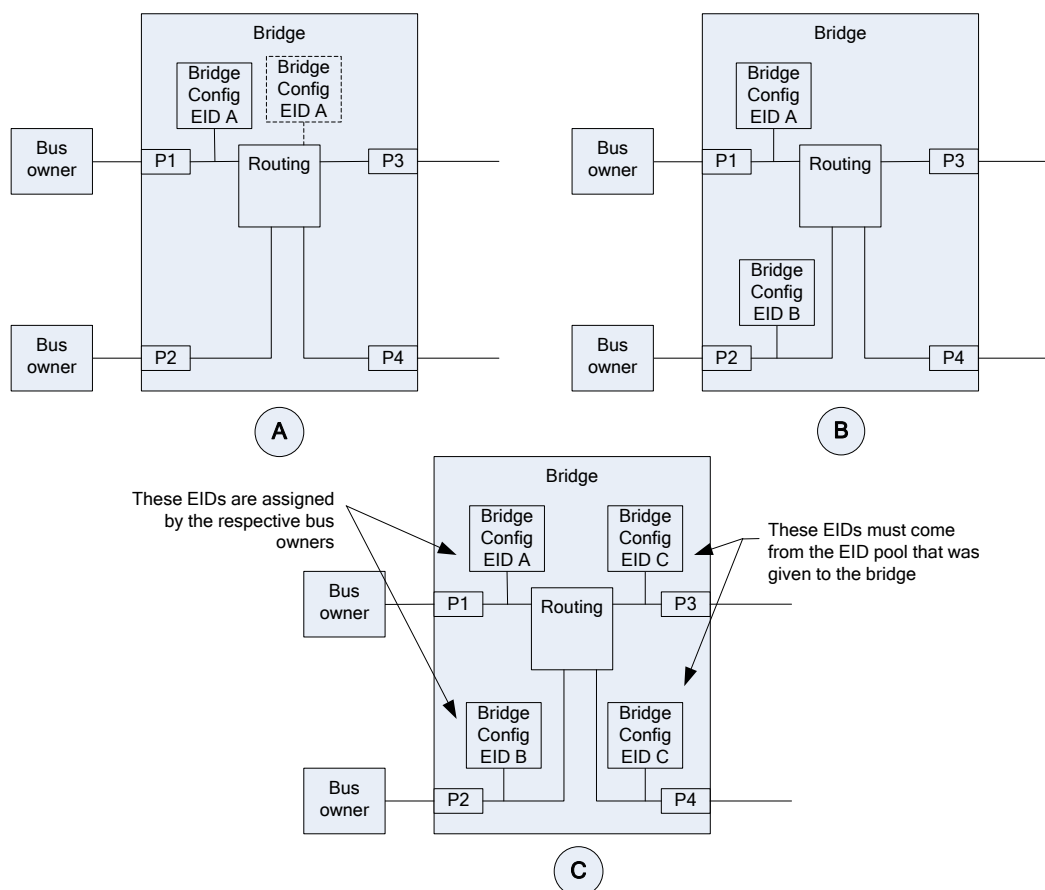 Bridge
Bridge
Config
EID A
Bridge
Config
EID A
Bus
owner
P1
Routing
P3
Bus
owner
P2
P4
A
Bridge
Bridge
Config
EID A
Bus
owner
P1
Routing
P3
Bridge
Config
EID B
Bus
owner
P2
P4
B
These EIDs are assigned
by the respective bus
owners
Bridge
Bridge
Config
EID A
Bridge
Config
EID C
These EIDs must come
from the EID pool that was
given to the bridge
Bus
owner
P1
Routing
P3
Bridge
Config
EID B
Bridge
Config
EID C
Bus
owner
P2
P4
C